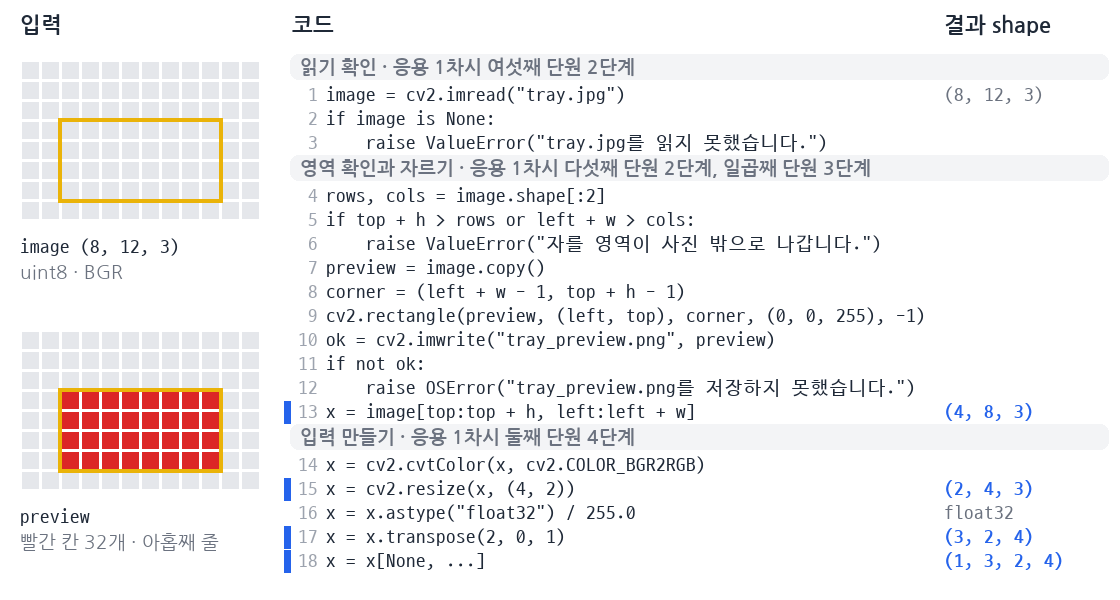 입력
image (8, 12, 3)
uint8 · BGR
preview
빨간 칸 32개 · 아홉째 줄
코드
결과 shape
읽기 확인 · 응용 1차시 여섯째 단원 2단계
1 image = cv2.imread("tray.jpg") (8, 12, 3)
2 if image is None:
3     raise ValueError("tray.jpg를 읽지 못했습니다.")
영역 확인과 자르기 · 응용 1차시 다섯째 단원 2단계, 일곱째 단원 3단계
4 rows, cols = image.shape[:2]
5 if top + h > rows or left + w > cols:
6     raise ValueError("자를 영역이 사진 밖으로 나갑니다.")
7 preview = image.copy()
8 corner = (left + w - 1, top + h - 1)
9 cv2.rectangle(preview, (left, top), corner, (0, 0, 255), -1)
10 ok = cv2.imwrite("tray_preview.png", preview)
11 if not ok:
12     raise OSError("tray_preview.png를 저장하지 못했습니다.")
13 x = image[top:top + h, left:left + w] (4, 8, 3)
입력 만들기 · 응용 1차시 둘째 단원 4단계
14 x = cv2.cvtColor(x, cv2.COLOR_BGR2RGB)
15 x = cv2.resize(x, (4, 2)) (2, 4, 3)
16 x = x.astype("float32") / 255.0 float32
17 x = x.transpose(2, 0, 1) (3, 2, 4)
18 x = x[None, ...] (1, 3, 2, 4)